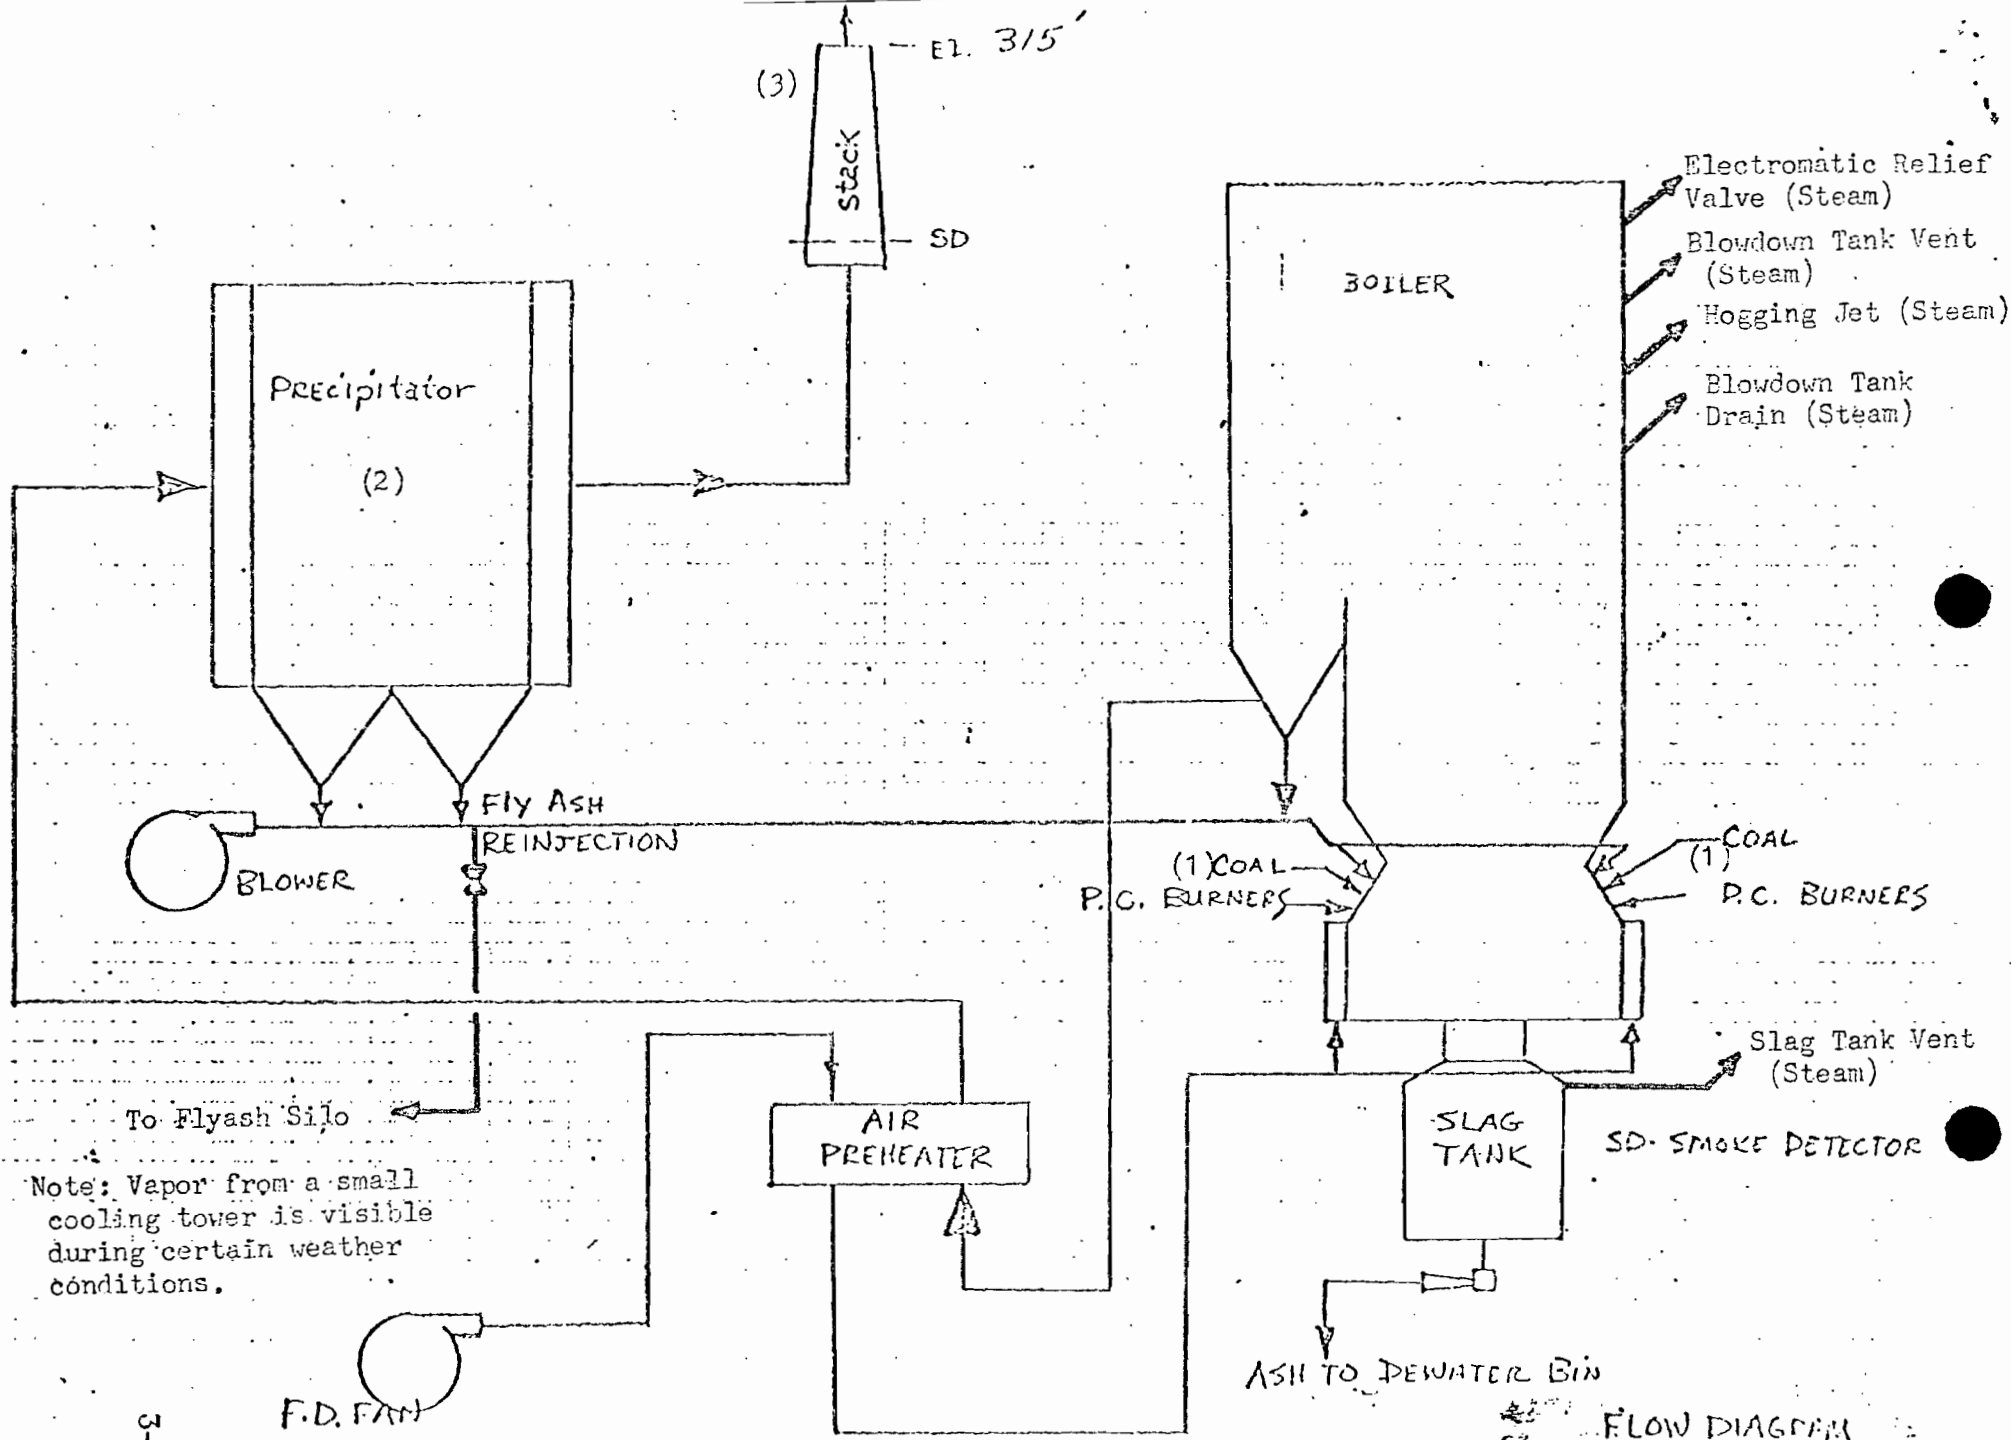 El. 315'
(3)
Stack
SD
Electromatic Relief
Valve (Steam)
Blowdown Tank Vent
(Steam)
Hogging Jet (Steam)
Blowdown Tank
Drain (Steam)
BOILER
Precipitator
(2)
Fly ASH
REINJECTION
BLOWER
(1) COAL
P.C. BURNERS
COAL
(1)
P.C. BURNERS
Slag Tank Vent
(Steam)
SLAG
TANK
SD- SMOKE DETECTOR
To Flyash Silo
AIR
PREHEATER
Note: Vapor from a small
cooling tower is visible
during certain weather
conditions.
F.D. FAN
ASH TO DEWATER BIN
FLOW DIAGRAM
3-